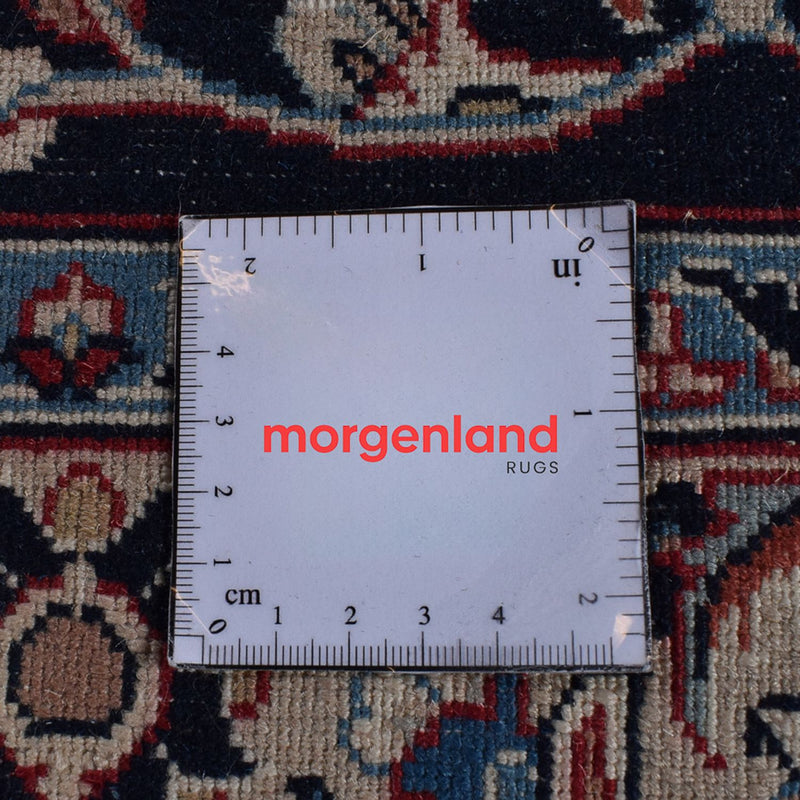 2 1 in 0
4
3 1
morgenland
RUGS
2
1
cm 2
0 1 2 3 4